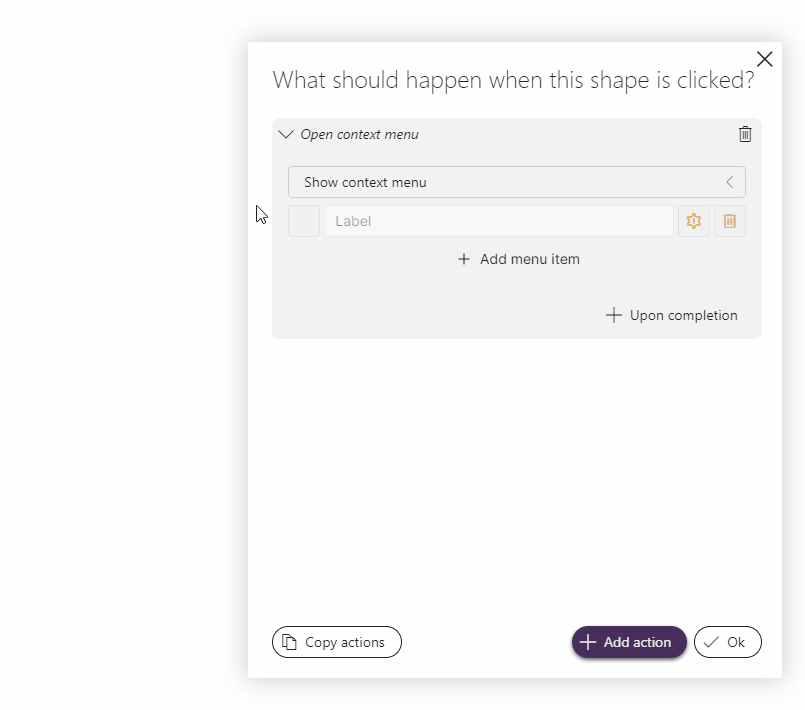 What should happen when this shape is clicked?
Open context menu
Show context menu
Label
Add menu item
Upon completion
Copy actions
Add action
Ok